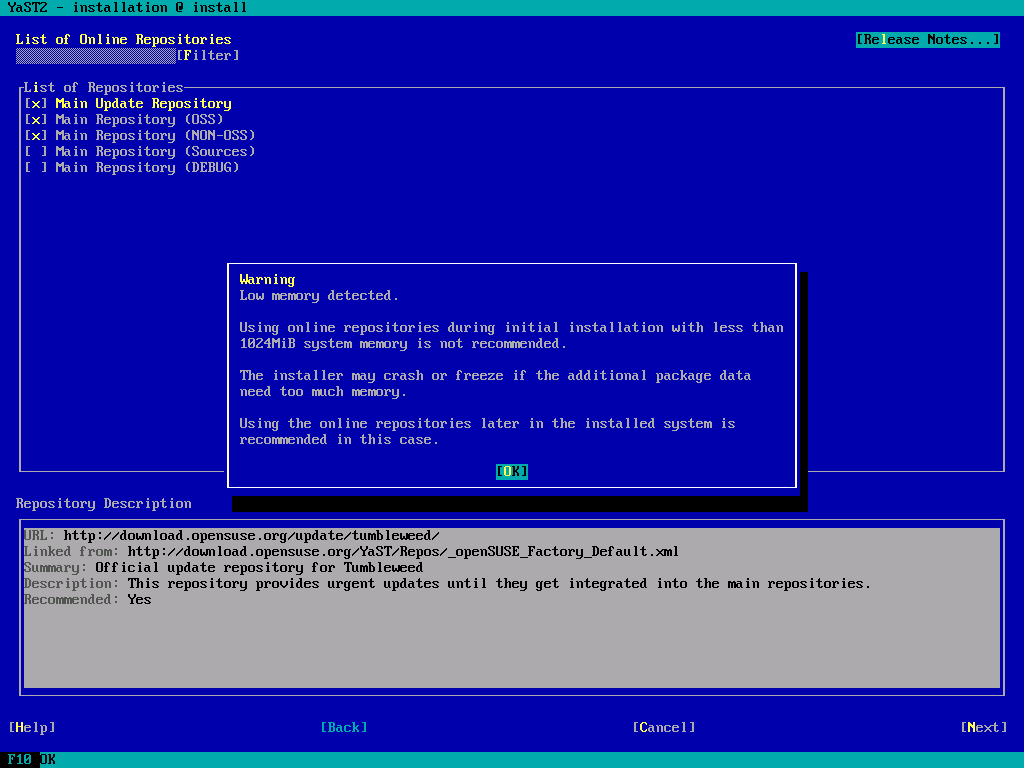 YaST2 - installation @ install
List of Online Repositories
[Release Notes...]
[Filter]
List of Repositories
[x] Main Update Repository
[x] Main Repository (OSS)
[x] Main Repository (NON-OSS)
[ ] Main Repository (Sources)
[ ] Main Repository (DEBUG)
Warning
Low memory detected.
Using online repositories during initial installation with less than
1024MiB system memory is not recommended.
The installer may crash or freeze if the additional package data
need too much memory.
Using the online repositories later in the installed system is
recommended in this case.
[OK]
Repository Description
URL: http://download.opensuse.org/update/tumbleweed/
Linked from: http://download.opensuse.org/YaST/Repos/_openSUSE_Factory_Default.xml
Summary: Official update repository for Tumbleweed
Description: This repository provides urgent updates until they get integrated into the main repositories.
Recommended: Yes
[Help] [Back] [Cancel] [Next]
F10 OK